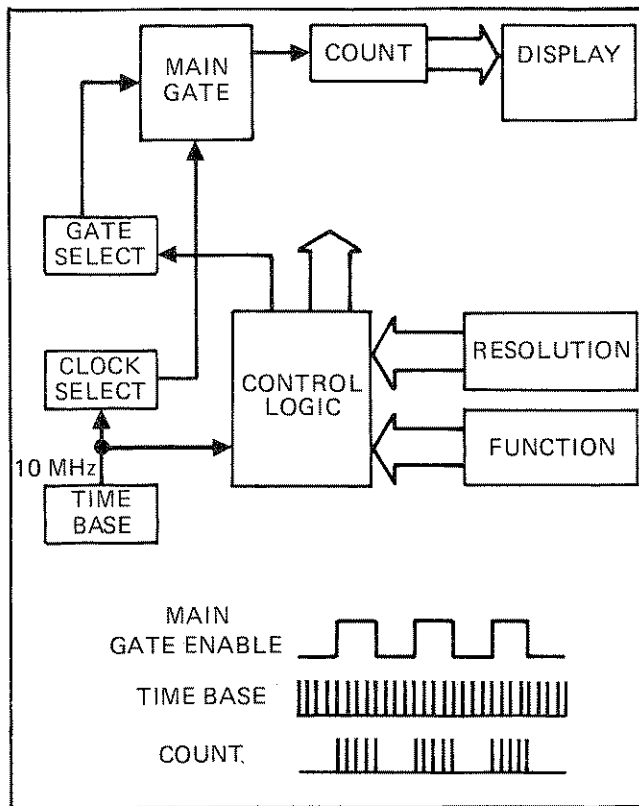 MAIN
GATE
COUNT
DISPLAY
GATE
SELECT
CLOCK
SELECT
CONTROL
LOGIC
RESOLUTION
FUNCTION
10 MHz
TIME
BASE
MAIN
GATE ENABLE
TIME BASE
COUNT.